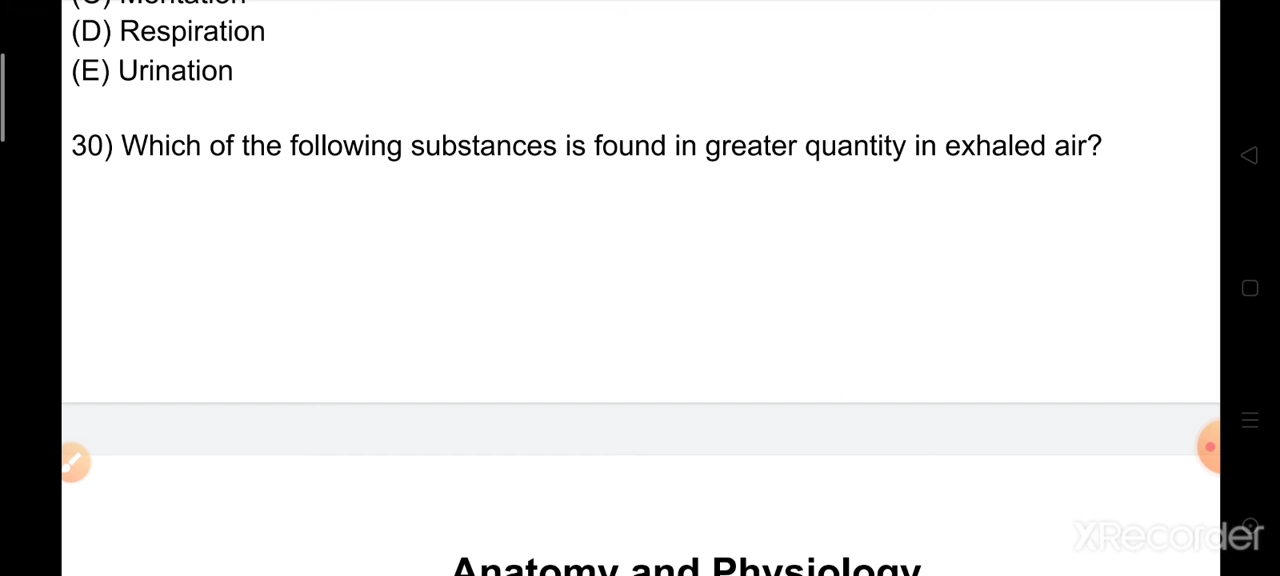 (D) Respiration
(E) Urination
30) Which of the following substances is found in greater quantity in exhaled air?
XRecorder
Anatomy and Physiology